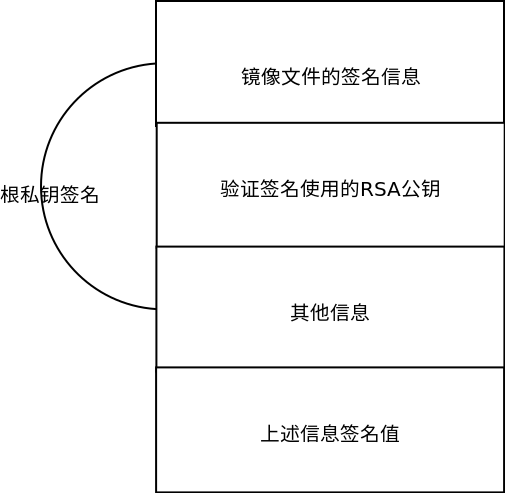 镜像文件的签名信息
验证签名使用的RSA公钥
根私钥签名
其他信息
上述信息签名值